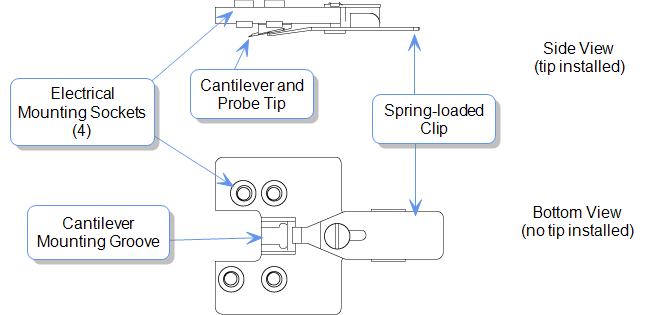 Side View
(tip installed)
Electrical
Mounting Sockets
(4)
Cantilever and
Probe Tip
Spring-loaded
Clip
Cantilever
Mounting Groove
Bottom View
(no tip installed)